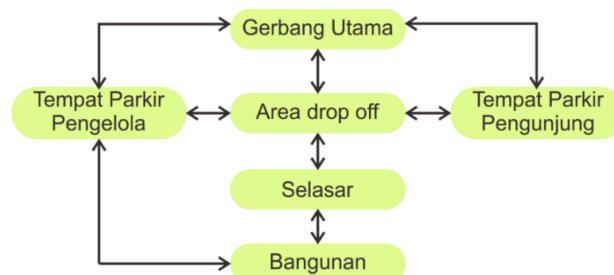 Gerbang Utama
Tempat Parkir
Pengelola
Area drop off
Tempat Parkir
Pengunjung
Selasar
Bangunan